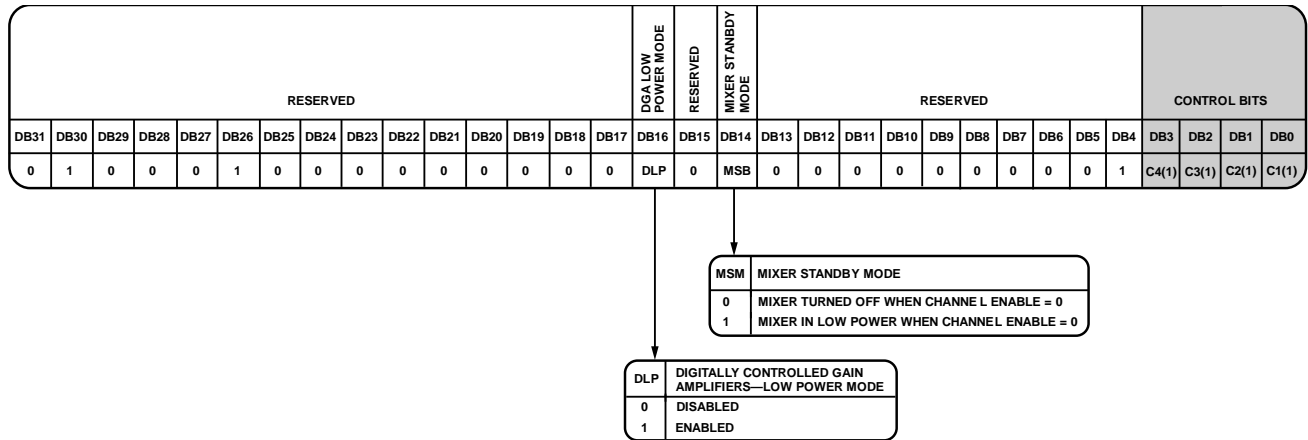 RESERVED
DGA LOW
POWER MODE
RESERVED
MIXER STANBDY
MODE
RESERVED
CONTROL BITS
DB31 DB30 DB29 DB28 DB27 DB26 DB25 DB24 DB23 DB22 DB21 DB20 DB19 DB18 DB17 DB16 DB15 DB14 DB13 DB12 DB11 DB10 DB9 DB8 DB7 DB6 DB5 DB4 DB3 DB2 DB1 DB0
0 1 0 0 0 1 0 0 0 0 0 0 0 0 0 DLP 0 MSB 0 0 0 0 0 0 0 0 0 1 C4(1) C3(1) C2(1) C1(1)
MSM MIXER STANDBY MODE
0 MIXER TURNED OFF WHEN CHANNE L ENABLE = 0
1 MIXER IN LOW POWER WHEN CHANNEL ENABLE = 0
DLP DIGITALLY CONTROLLED GAIN
AMPLIFIERS—LOW POWER MODE
0 DISABLED
1 ENABLED